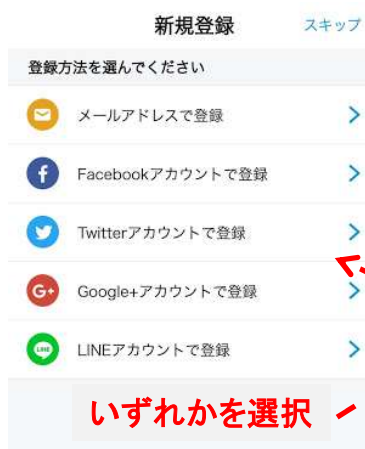 新規登録
スキップ
登録方法を選んでください
メールアドレスで登録
Facebookアカウントで登録
Twitterアカウントで登録
G+
Google+アカウントで登録
LINE
LINEアカウントで登録
いずれかを選択